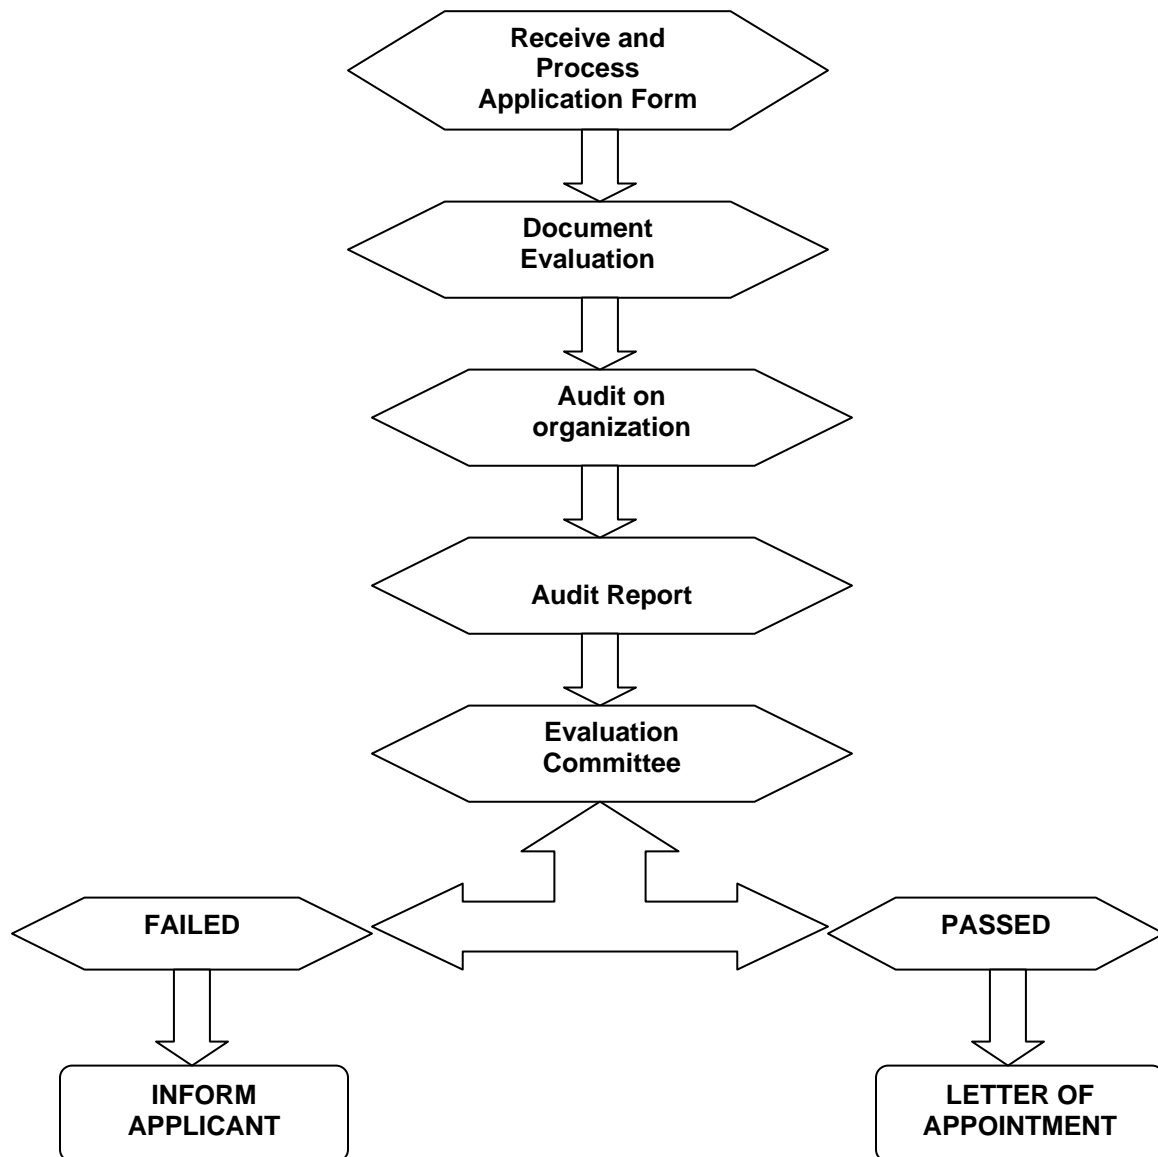 Receive and
Process
Application Form
Document
Evaluation
Audit on
organization
Audit Report
Evaluation
Committee
FAILED
PASSED
INFORM
APPLICANT
LETTER OF
APPOINTMENT